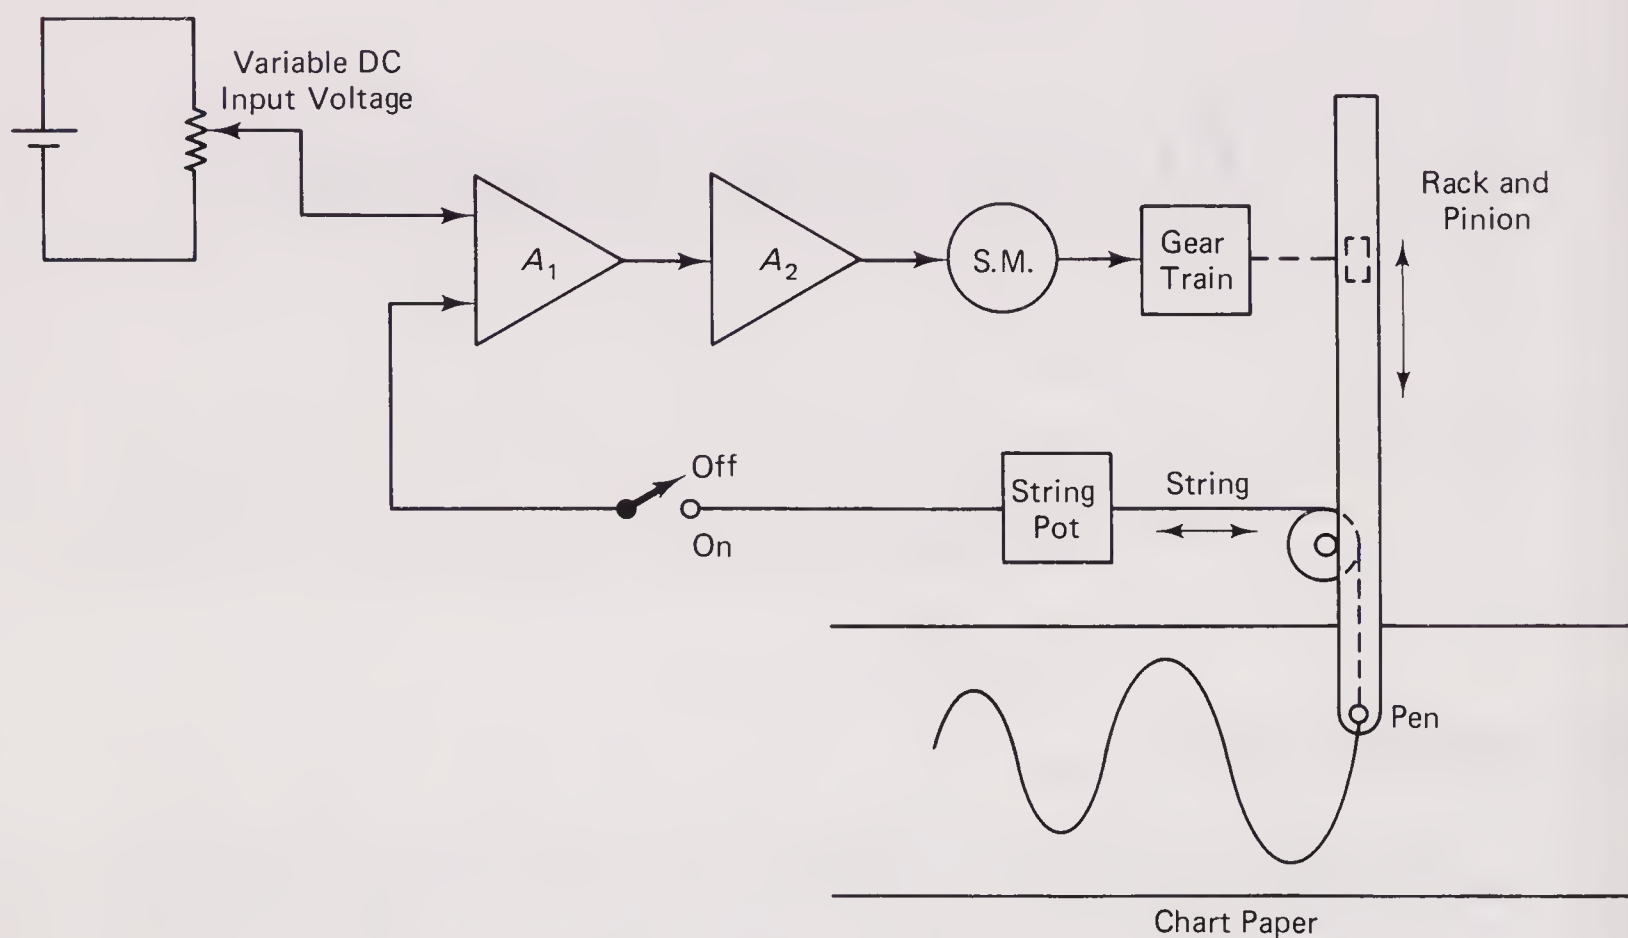 Variable DC
Input Voltage
A1
A2
S.M.
Gear
Train
Rack and
Pinion
Off
On
String
Pot
String
Pen
Chart Paper